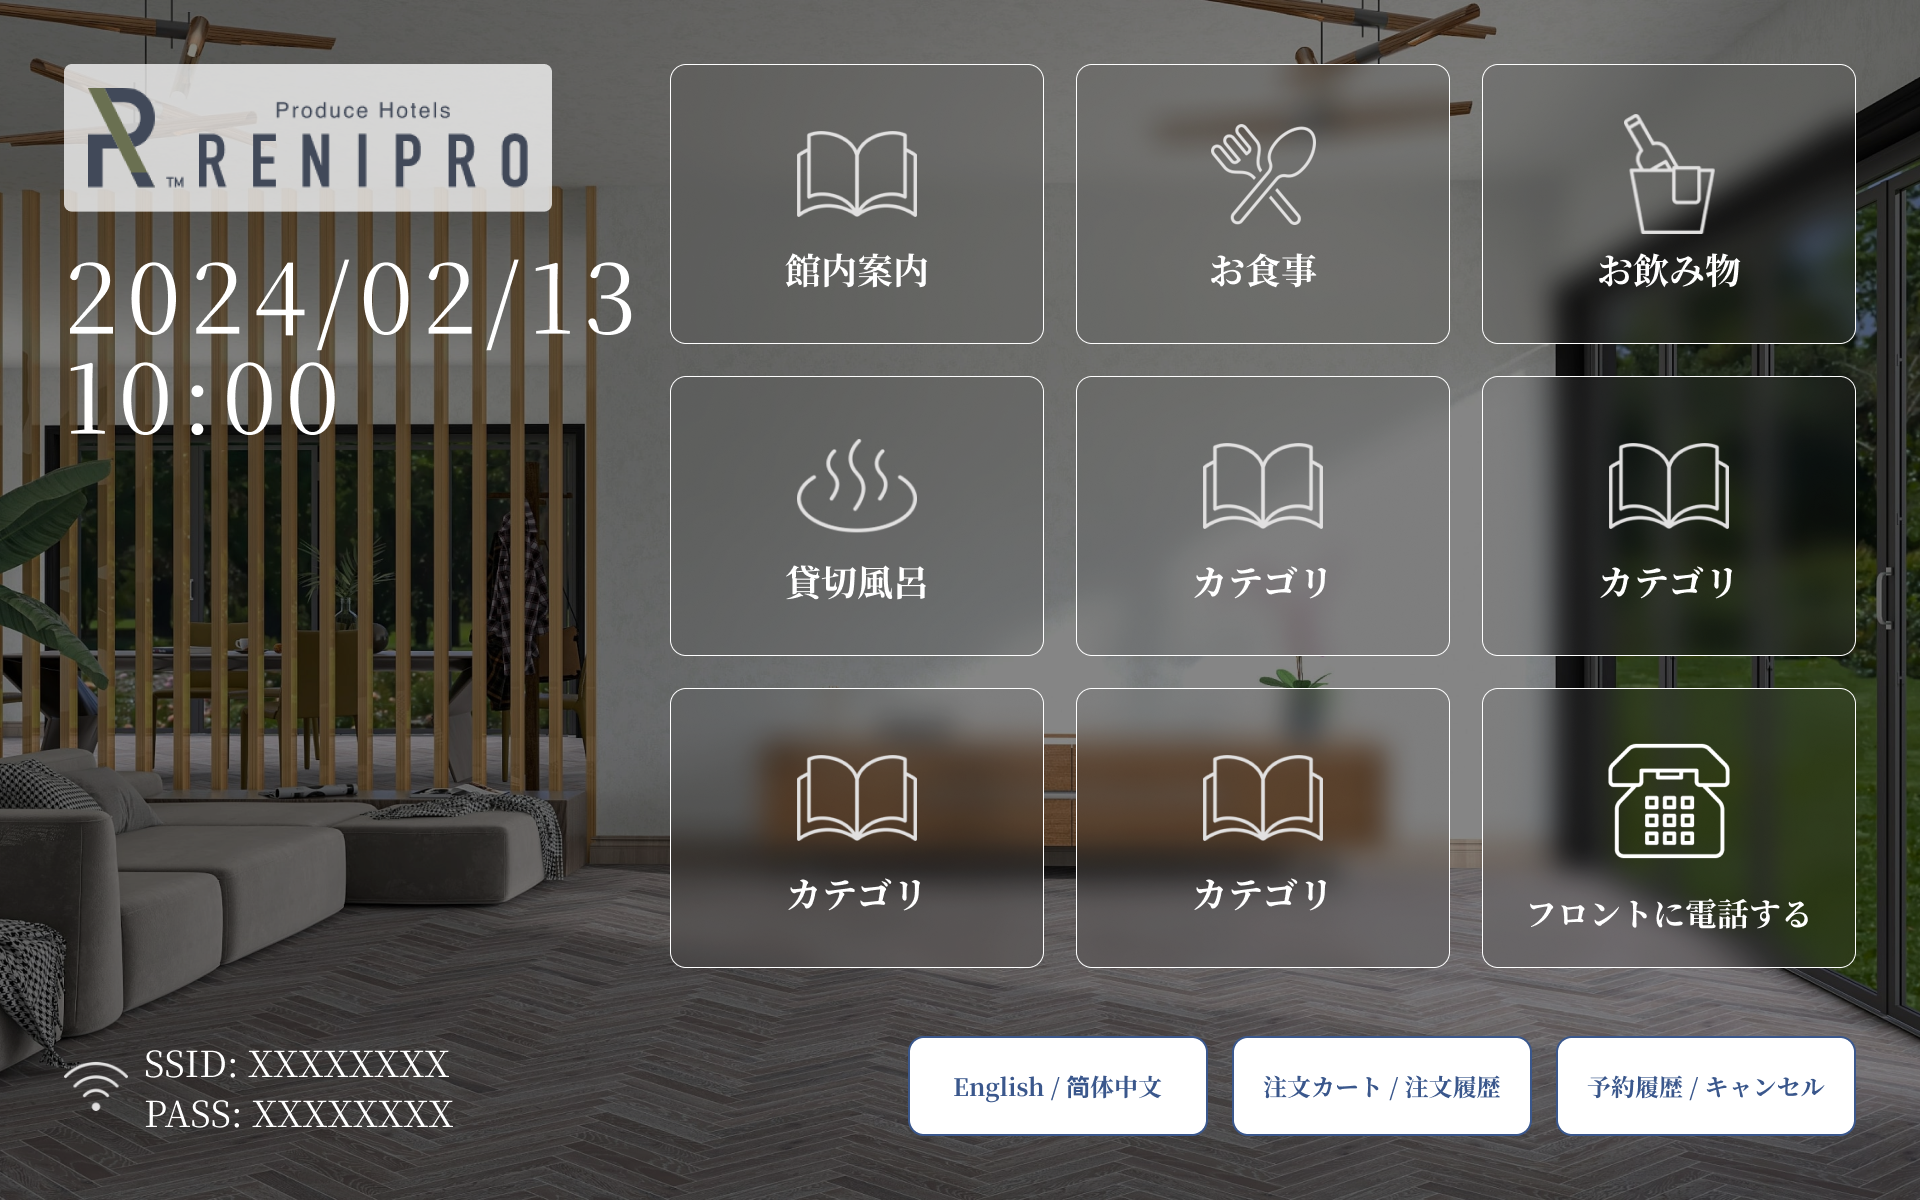 Produce Hotels
RENIPRO
TM
2024/02/13
10:00
館内案内
お食事
お飲み物
貸切風呂
カテゴリ
カテゴリ
カテゴリ
カテゴリ
フロントに電話する
SSID: XXXXXXXX
PASS: XXXXXXXX
English / 简体中文
注文カート / 注文履歴
予約履歴 / キャンセル